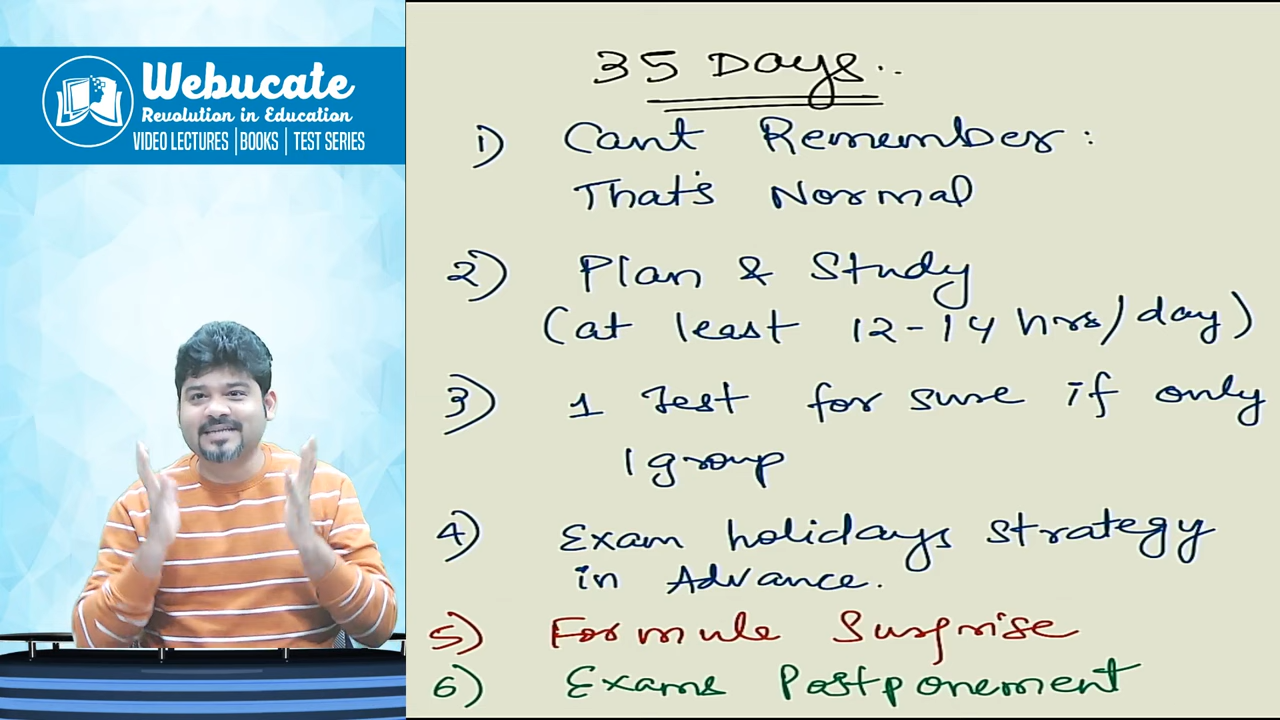 Webucate
Revolution in Education
VIDEO LECTURES | BOOKS | TEST SERIES
35 Days..
1) Cant Remember:
That's Normal
2) Plan & Study
(at least 12-14 hrs/day)
3) 1 Test for sure if only
1 group
4) Exam holidays strategy
in Advance.
5) Formule Surprise
6) Exams Postponement